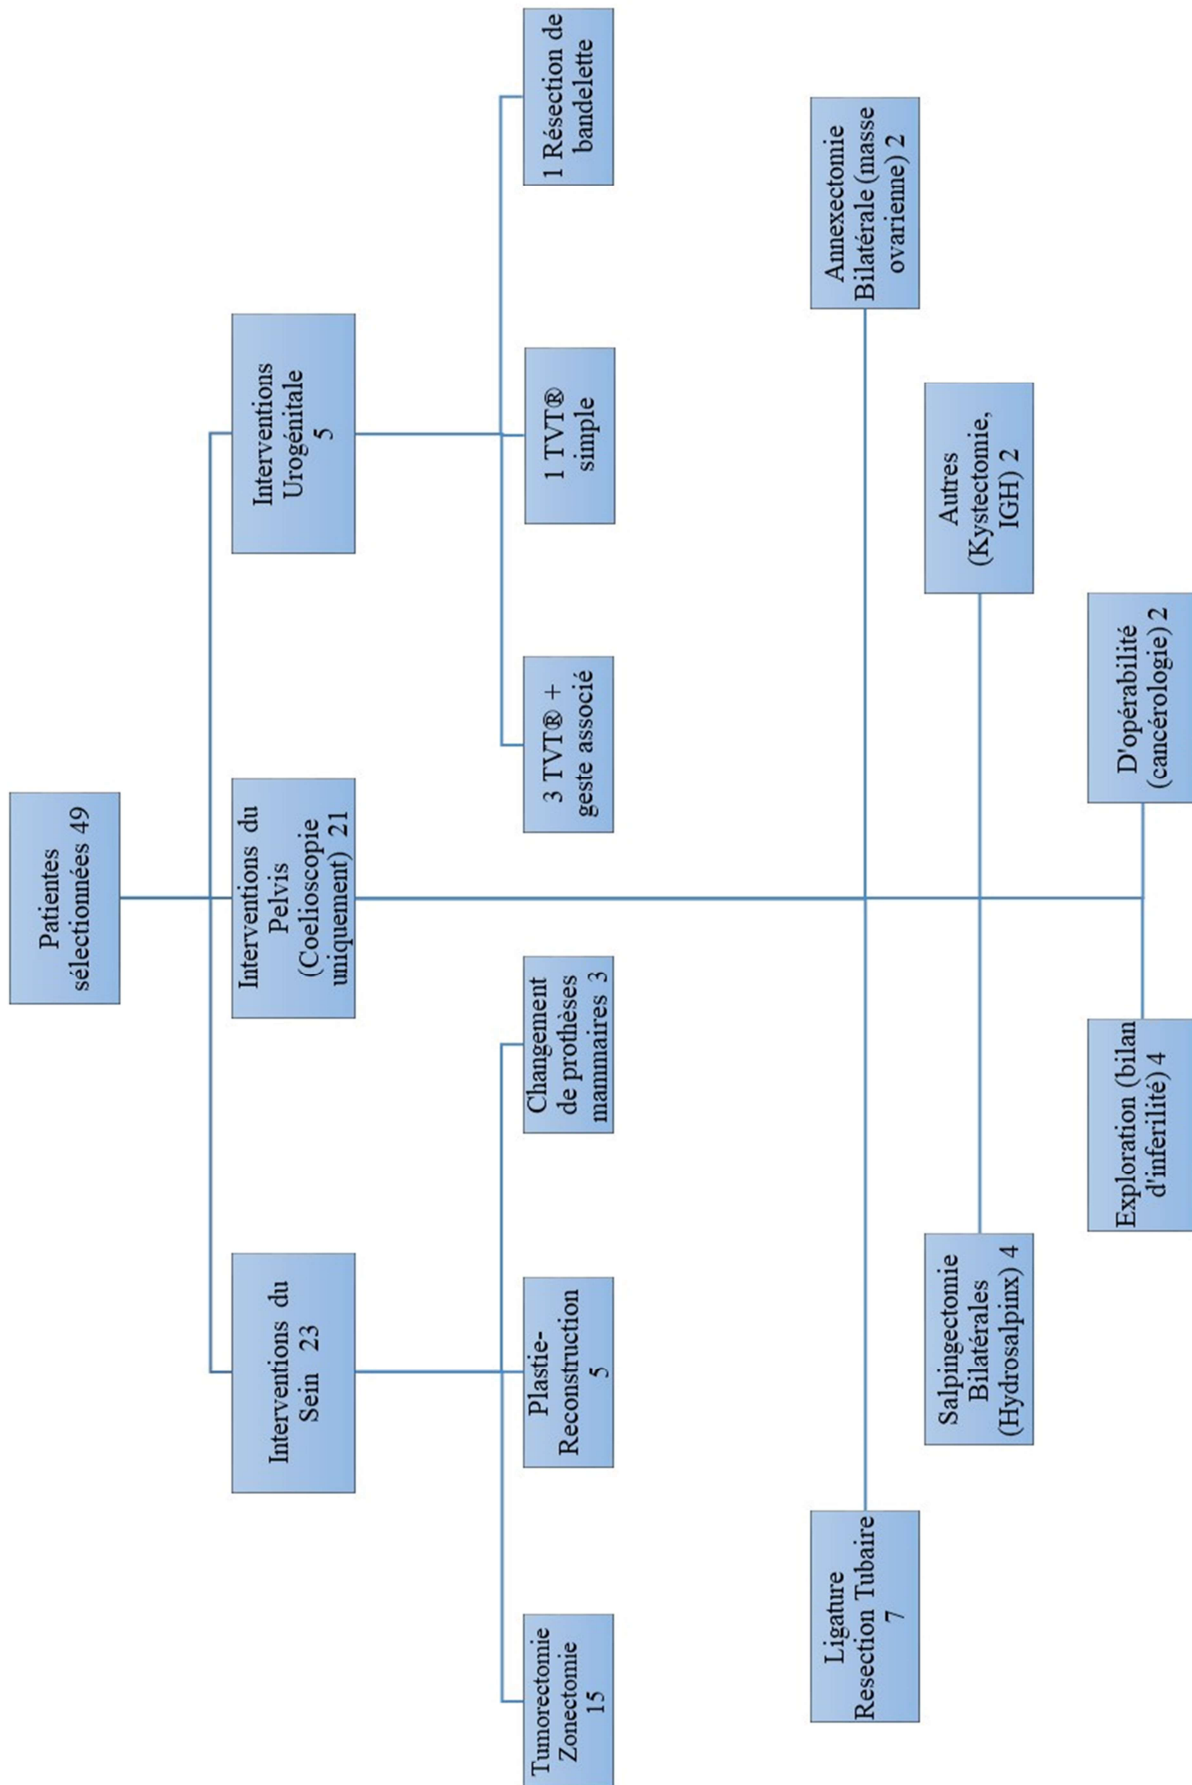 Patientes
sélectionnées 49
Interventions du
Sein 23
Interventions du
Pelvis
(Coelioscopie
uniquement) 21
Interventions
Urogénitale
5
Tumorectomie
Zonectomie
15
Plastie-
Reconstruction
5
Changement
de prothèses
mammaires 3
3 TVT® +
geste associé
1 TVT®
simple
1 Résection de
bandelette
Ligature
Resection Tubaire
7
Annexectomie
Bilatérale (masse
ovarienne) 2
Salpingectomie
Bilatérales
(Hydrosalpinx) 4
Autres
(Kystectomie,
IGH) 2
Exploration (bilan
d'inferilité) 4
D'opérabilité
(cancérologie) 2